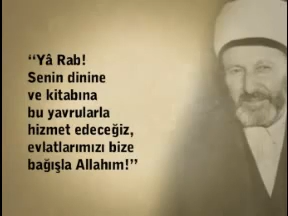 “Yâ Rab!
Senin dinine
ve kitabına
bu yavrularla
hizmet edeceğiz,
evlatlarımızı bize
bağışla Allahım!”